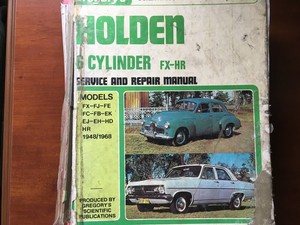 Gregory's
HOLDEN
6 CYLINDER FX-HR
SERVICE AND REPAIR MANUAL
MODELS
FX-FJ-FE
FC-FB-EK
EJ-EH-HD
HR
1948/1968
PRODUCED BY
GREGORY'S
SCIENTIFIC
PUBLICATIONS